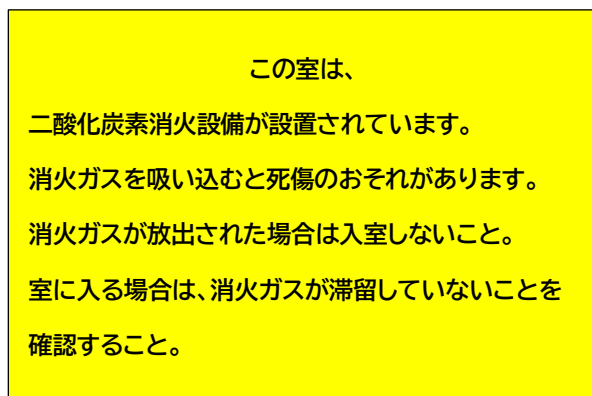 この室は、
二酸化炭素消火設備が設置されています。
消火ガスを吸い込むと死傷のおそれがあります。
消火ガスが放出された場合は入室しないこと。
室に入る場合は、消火ガスが滞留していないことを
確認すること。